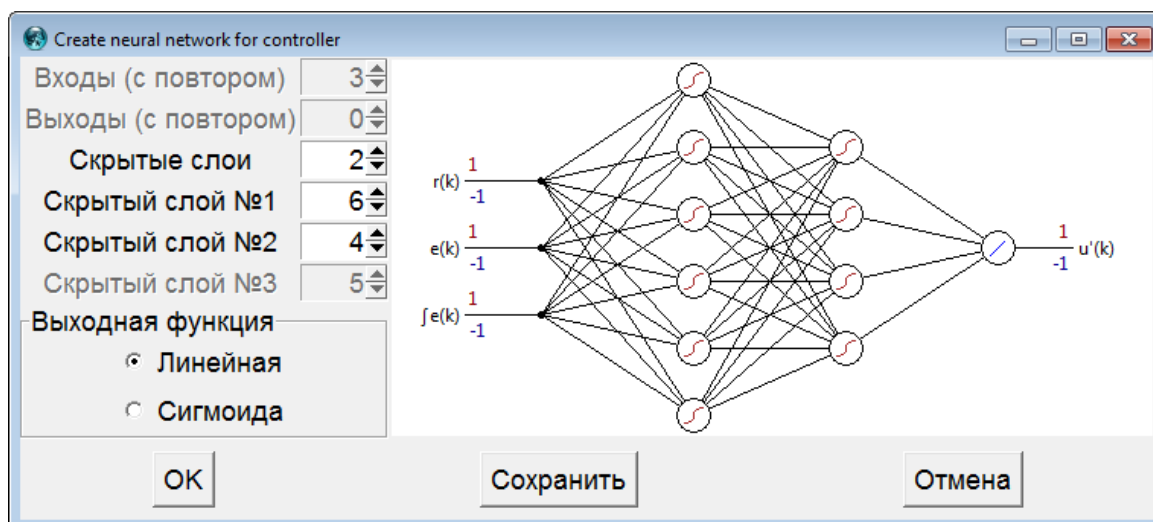 Create neural network for controller
Входы (с повтором) 3
Выходы (с повтором) 0
Скрытые слои 2
Скрытый слой №1 6
Скрытый слой №2 4
Скрытый слой №3 5
Выходная функция
Линейная
Сигмоида
r(k) 1 -1
e(k) 1 -1
∫e(k) 1 -1
1 -1 u'(k)
OK Сохранить Отмена